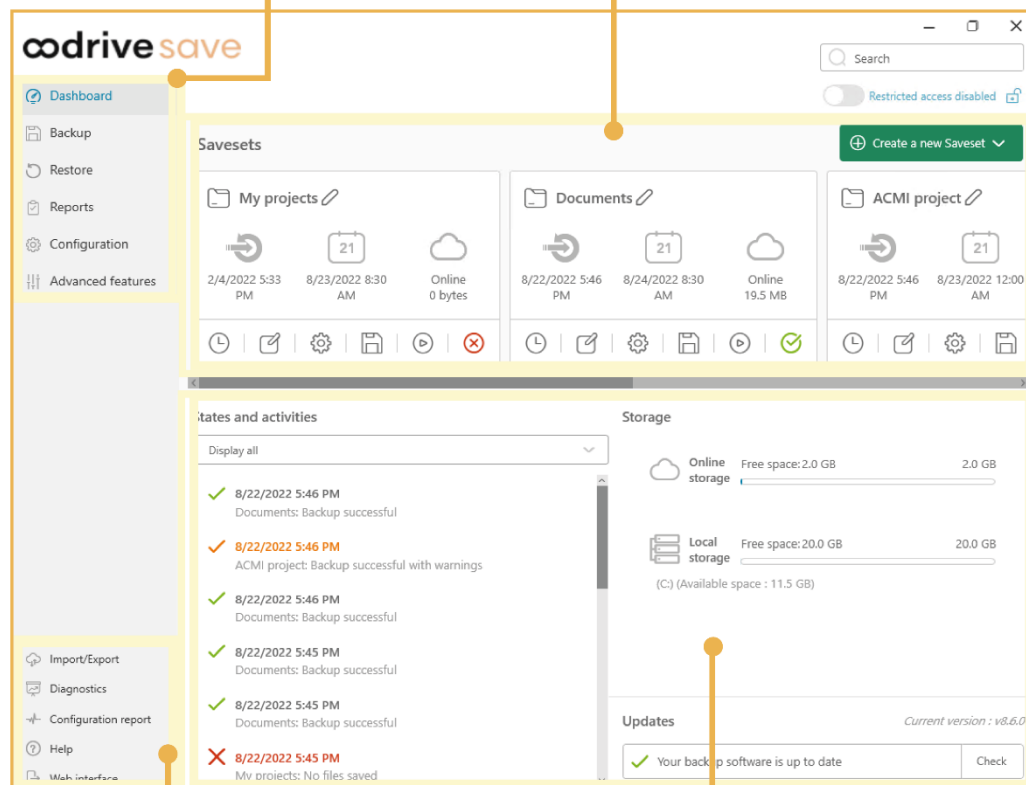 oodrive save
Search
Restricted access disabled
Dashboard
Backup
Restore
Reports
Configuration
Advanced features
Savesets
Create a new Saveset
My projects
21
2/4/2022 5:33 PM
8/23/2022 8:30 AM
Online
0 bytes
Documents
21
8/22/2022 5:46 PM
8/24/2022 8:30 AM
Online
19.5 MB
ACMI project
21
8/22/2022 5:46 PM
8/23/2022 12:00 AM
States and activities
Display all
8/22/2022 5:46 PM
Documents: Backup successful
8/22/2022 5:46 PM
ACMI project: Backup successful with warnings
8/22/2022 5:46 PM
Documents: Backup successful
8/22/2022 5:45 PM
Documents: Backup successful
8/22/2022 5:45 PM
Documents: Backup successful
8/22/2022 5:45 PM
My projects: No files saved
Storage
Online storage
Free space: 2.0 GB
2.0 GB
Local storage
Free space: 20.0 GB
20.0 GB
(C:) (Available space : 11.5 GB)
Updates
Current version : v8.6.0
Your backup software is up to date
Check
Import/Export
Diagnostics
Configuration report
Help
Web interface